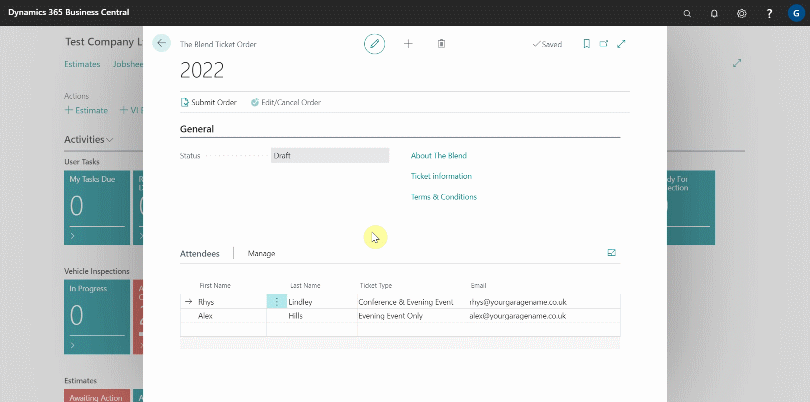 Dynamics 365 Business Central
? G
Test Company L
The Blend Ticket Order
Saved
2022
Estimates Jobshe
Actions
+ Estimate + VI
Submit Order Edit/Cancel Order
Activities
General
User Tasks
Status Draft About The Blend
My Tasks Due
0
Ticket information
Terms & Conditions
Attendees Manage
Vehicle Inspections
First Name Last Name Ticket Type Email
In Progress
0
Rhys Lindley Conference & Evening Event rhys@yourgaragename.co.uk
Alex Hills Evening Event Only alex@yourgaragename.co.uk
Estimates
Awaiting Action